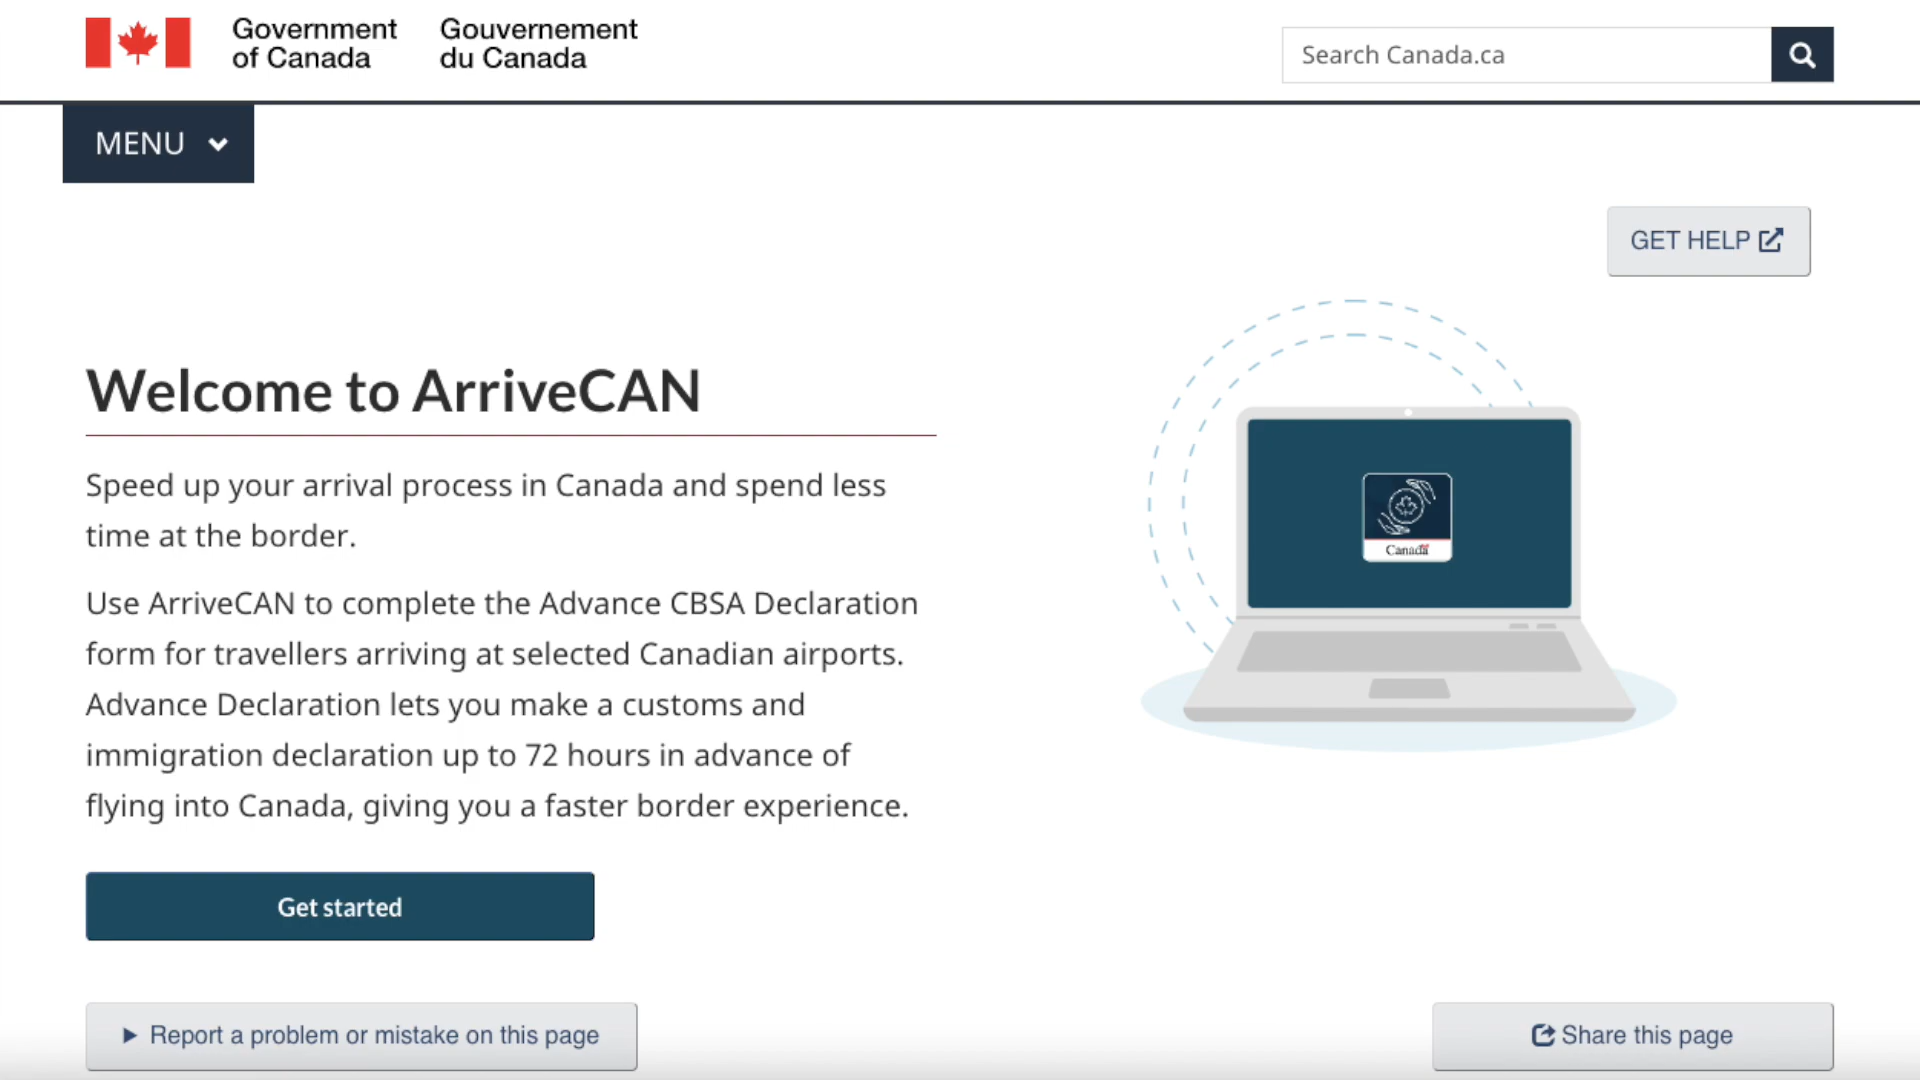 Government
of Canada
Gouvernement
du Canada
Search Canada.ca
MENU
GET HELP
Welcome to ArriveCAN
Speed up your arrival process in Canada and spend less
time at the border.
Use ArriveCAN to complete the Advance CBSA Declaration
form for travellers arriving at selected Canadian airports.
Advance Declaration lets you make a customs and
immigration declaration up to 72 hours in advance of
flying into Canada, giving you a faster border experience.
Canada
Get started
Report a problem or mistake on this page
Share this page